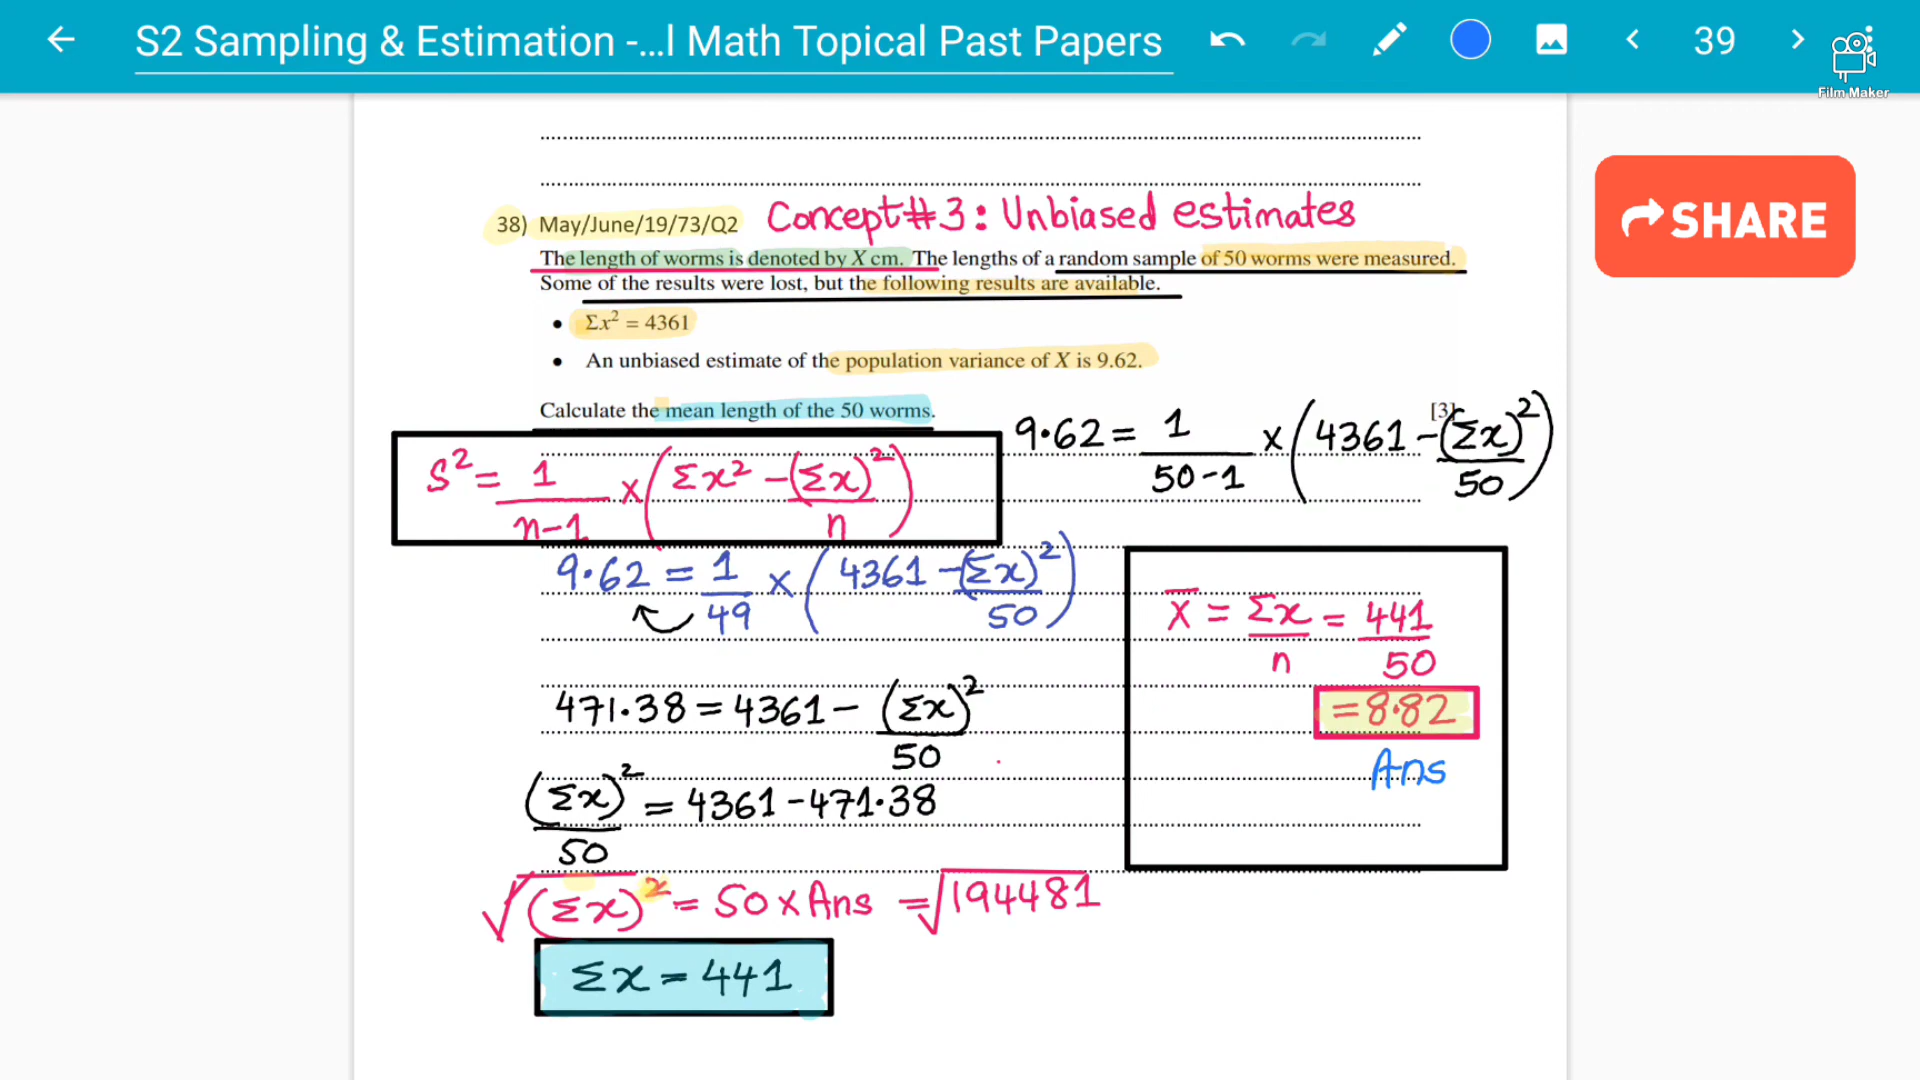 S2 Sampling & Estimation -...l Math Topical Past Papers
39
Film Maker
SHARE
38) May/June/19/73/Q2 Concept#3: Unbiased estimates
The length of worms is denoted by X cm. The lengths of a random sample of 50 worms were measured.
Some of the results were lost, but the following results are available.
• Σx² = 4361
• An unbiased estimate of the population variance of X is 9.62.
Calculate the mean length of the 50 worms. [3]
9.62 = 1/(50-1) × (4361 - (Σx)²/50)
S² = 1/(n-1) × (Σx² - (Σx)²/n)
9.62 = 1/49 × (4361 - (Σx)²/50)
X̄ = Σx/n = 441/50
= 8.82
Ans
471.38 = 4361 - (Σx)²/50
(Σx)²/50 = 4361 - 471.38
√(Σx)² = 50 × Ans = √194481
Σx = 441